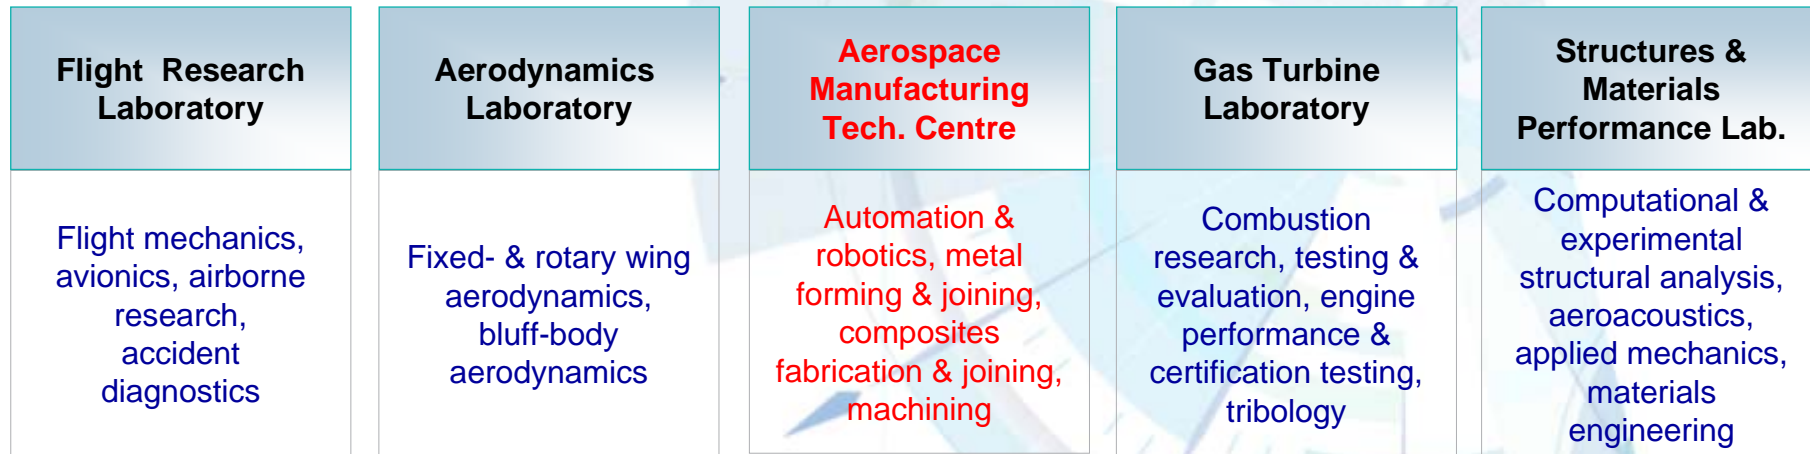 Flight Research
Laboratory
Flight mechanics,
avionics, airborne
research,
accident
diagnostics
Aerodynamics
Laboratory
Fixed- & rotary wing
aerodynamics,
bluff-body
aerodynamics
Aerospace
Manufacturing
Tech. Centre
Automation &
robotics, metal
forming & joining,
composites
fabrication & joining,
machining
Gas Turbine
Laboratory
Combustion
research, testing &
evaluation, engine
performance &
certification testing,
tribology
Structures &
Materials
Performance Lab.
Computational &
experimental
structural analysis,
aeroacoustics,
applied mechanics,
materials
engineering